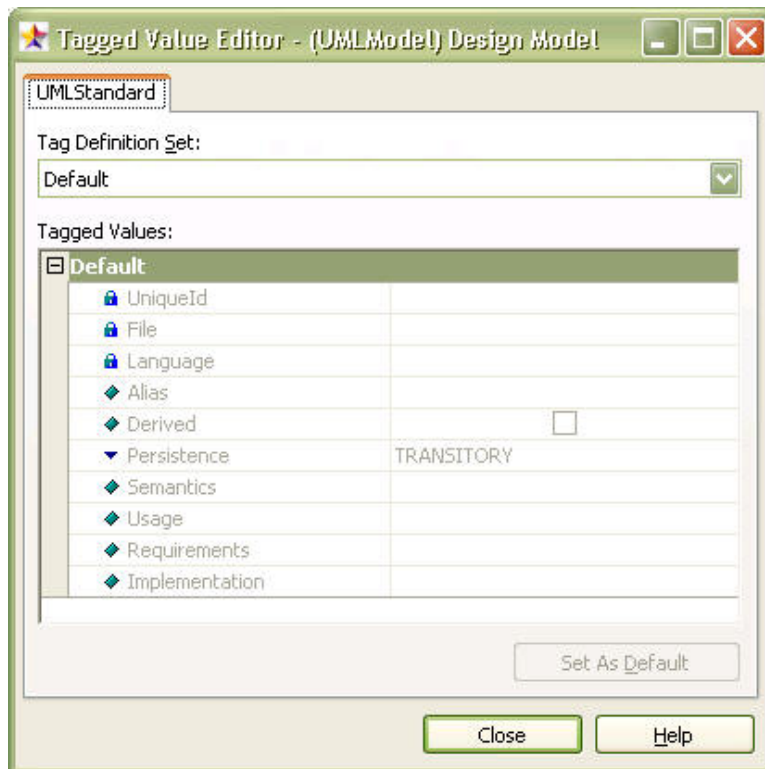 Tagged Value Editor - (UMLModel) Design Model
UMLStandard
Tag Definition Set:
Default
Tagged Values:
Default
UniqueId
File
Language
Alias
Derived
Persistence TRANSITORY
Semantics
Usage
Requirements
Implementation
Set As Default
Close Help